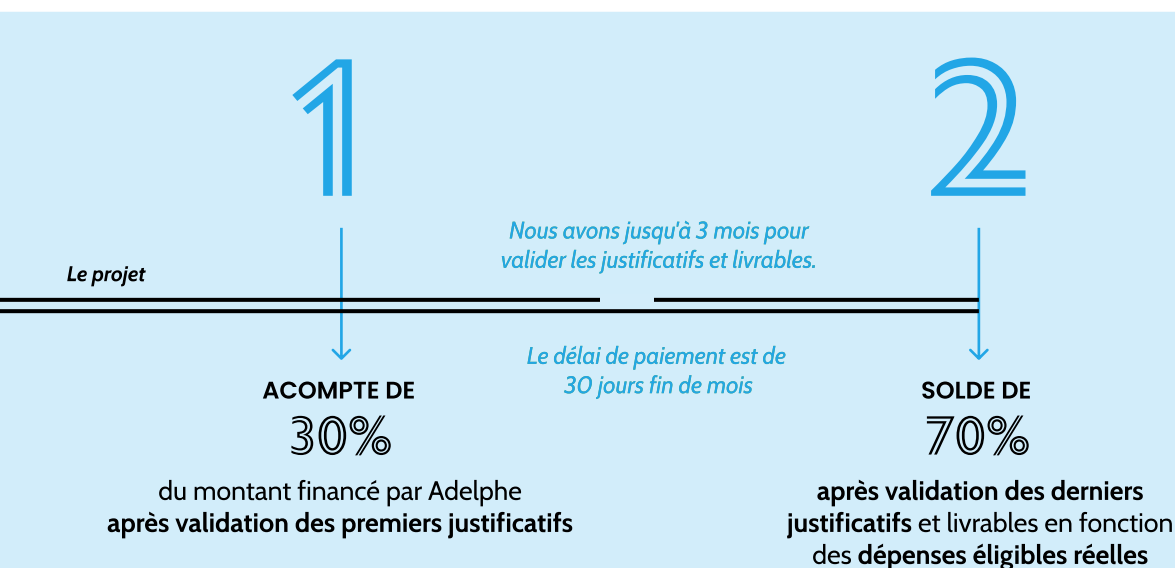 1
2
Nous avons jusqu'à 3 mois pour
valider les justificatifs et livrables.
Le projet
Le délai de paiement est de
30 jours fin de mois
ACOMPTE DE
30%
du montant financé par Adelphe
après validation des premiers justificatifs
SOLDE DE
70%
après validation des derniers
justificatifs et livrables en fonction
des dépenses éligibles réelles